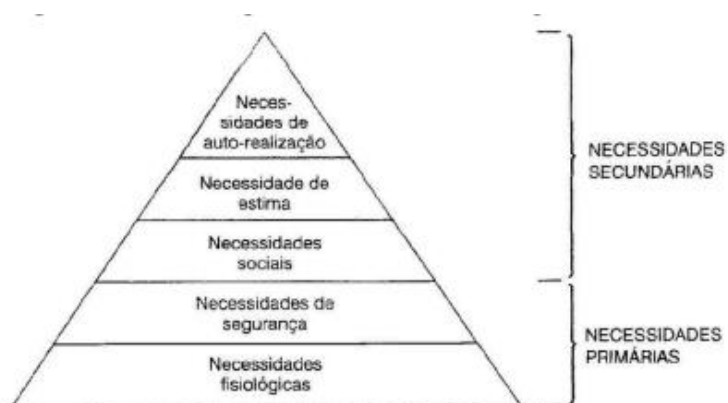 Neces-
sidades de
auto-realização
Necessidade de
estima
Necessidades
sociais
Necessidades de
segurança
Necessidades
fisiológicas
NECESSIDADES
SECUNDÁRIAS
NECESSIDADES
PRIMÁRIAS